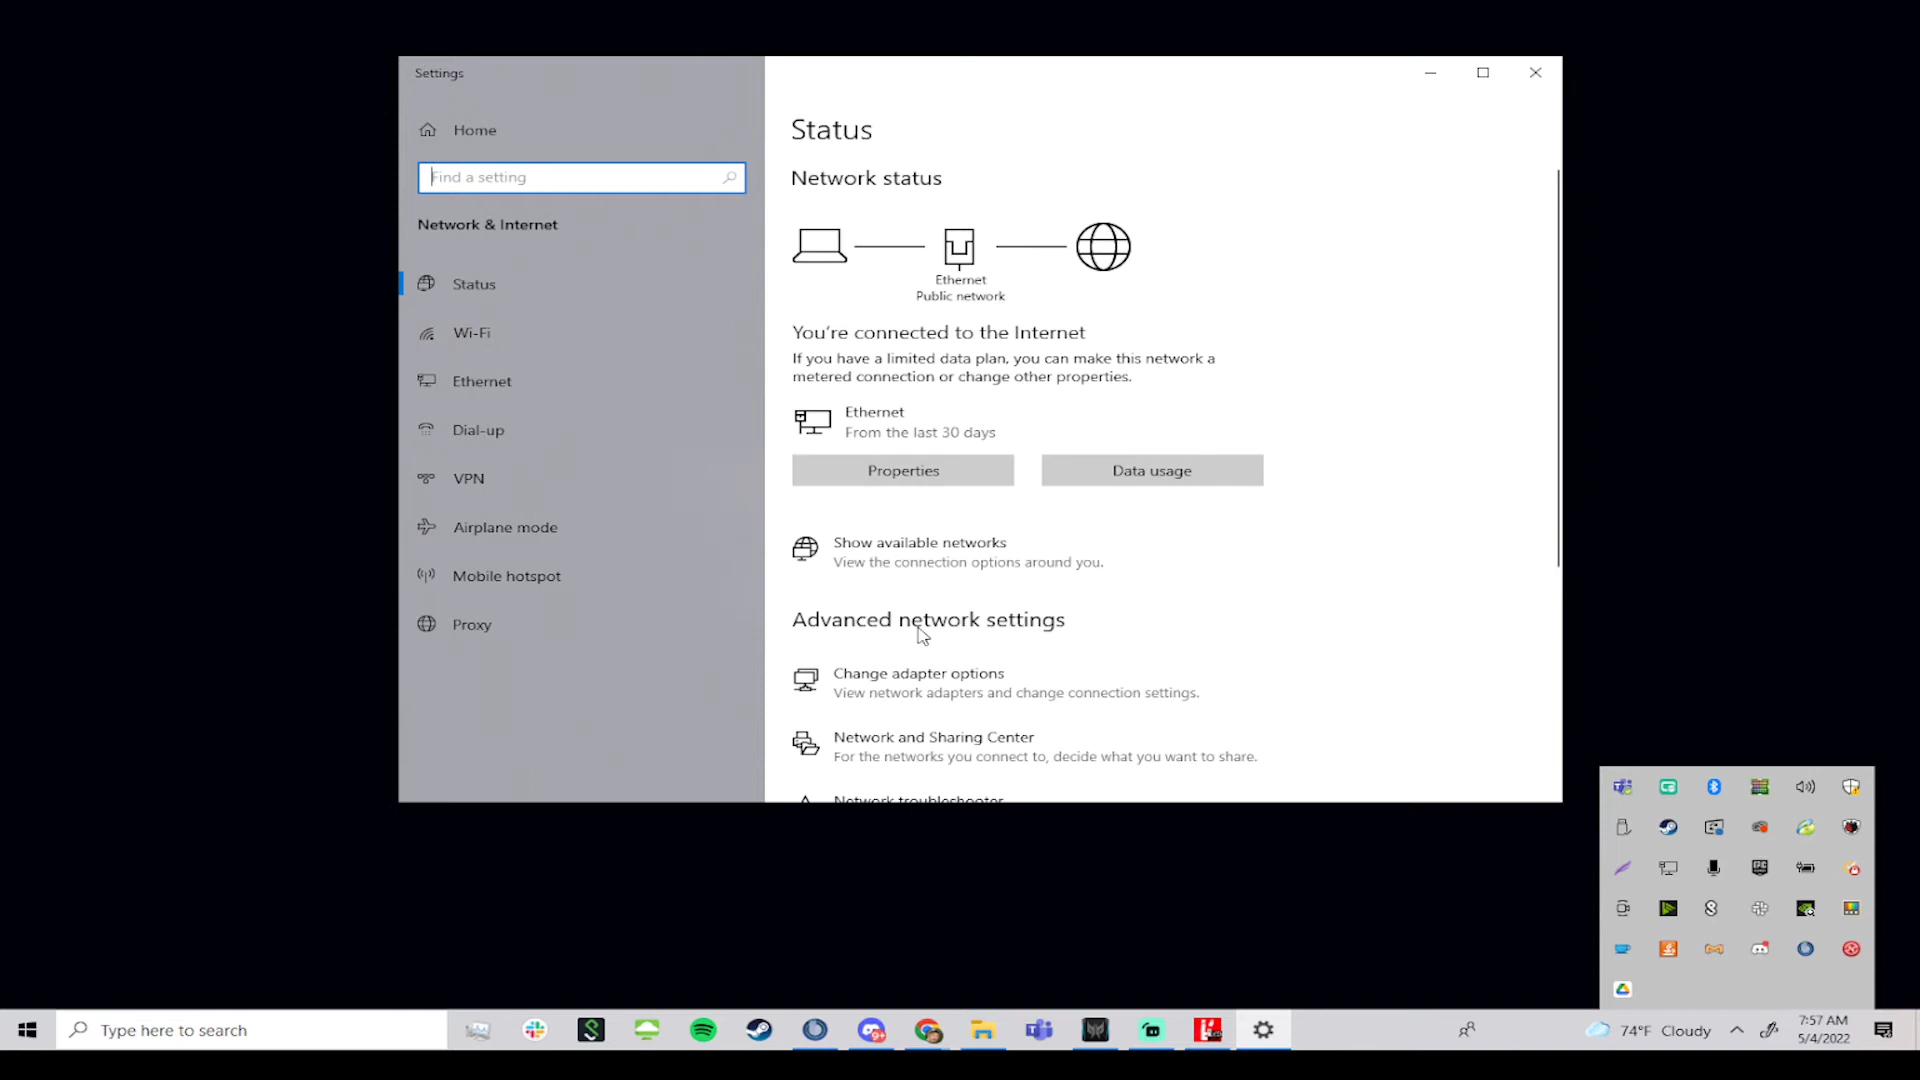 Settings
Home
Find a setting
Network & Internet
Status
Wi-Fi
Ethernet
Dial-up
VPN
Airplane mode
Mobile hotspot
Proxy
Status
Network status
Ethernet
Public network
You're connected to the Internet
If you have a limited data plan, you can make this network a
metered connection or change other properties.
Ethernet
From the last 30 days
Properties
Data usage
Show available networks
View the connection options around you.
Advanced network settings
Change adapter options
View network adapters and change connection settings.
Network and Sharing Center
For the networks you connect to, decide what you want to share.
Network troubleshooter
Type here to search
74°F Cloudy
7:57 AM
5/4/2022